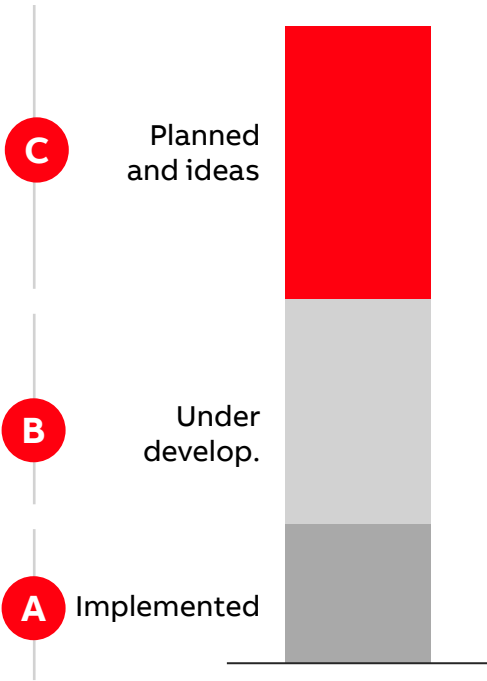 C
Planned
and ideas
B
Under
develop.
A
Implemented